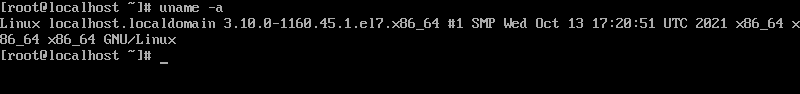 [root@localhost ~]# uname -a
Linux localhost.localdomain 3.10.0-1160.45.1.el7.x86_64 #1 SMP Wed Oct 13 17:20:51 UTC 2021 x86_64 x
86_64 x86_64 GNU/Linux
[root@localhost ~]# _